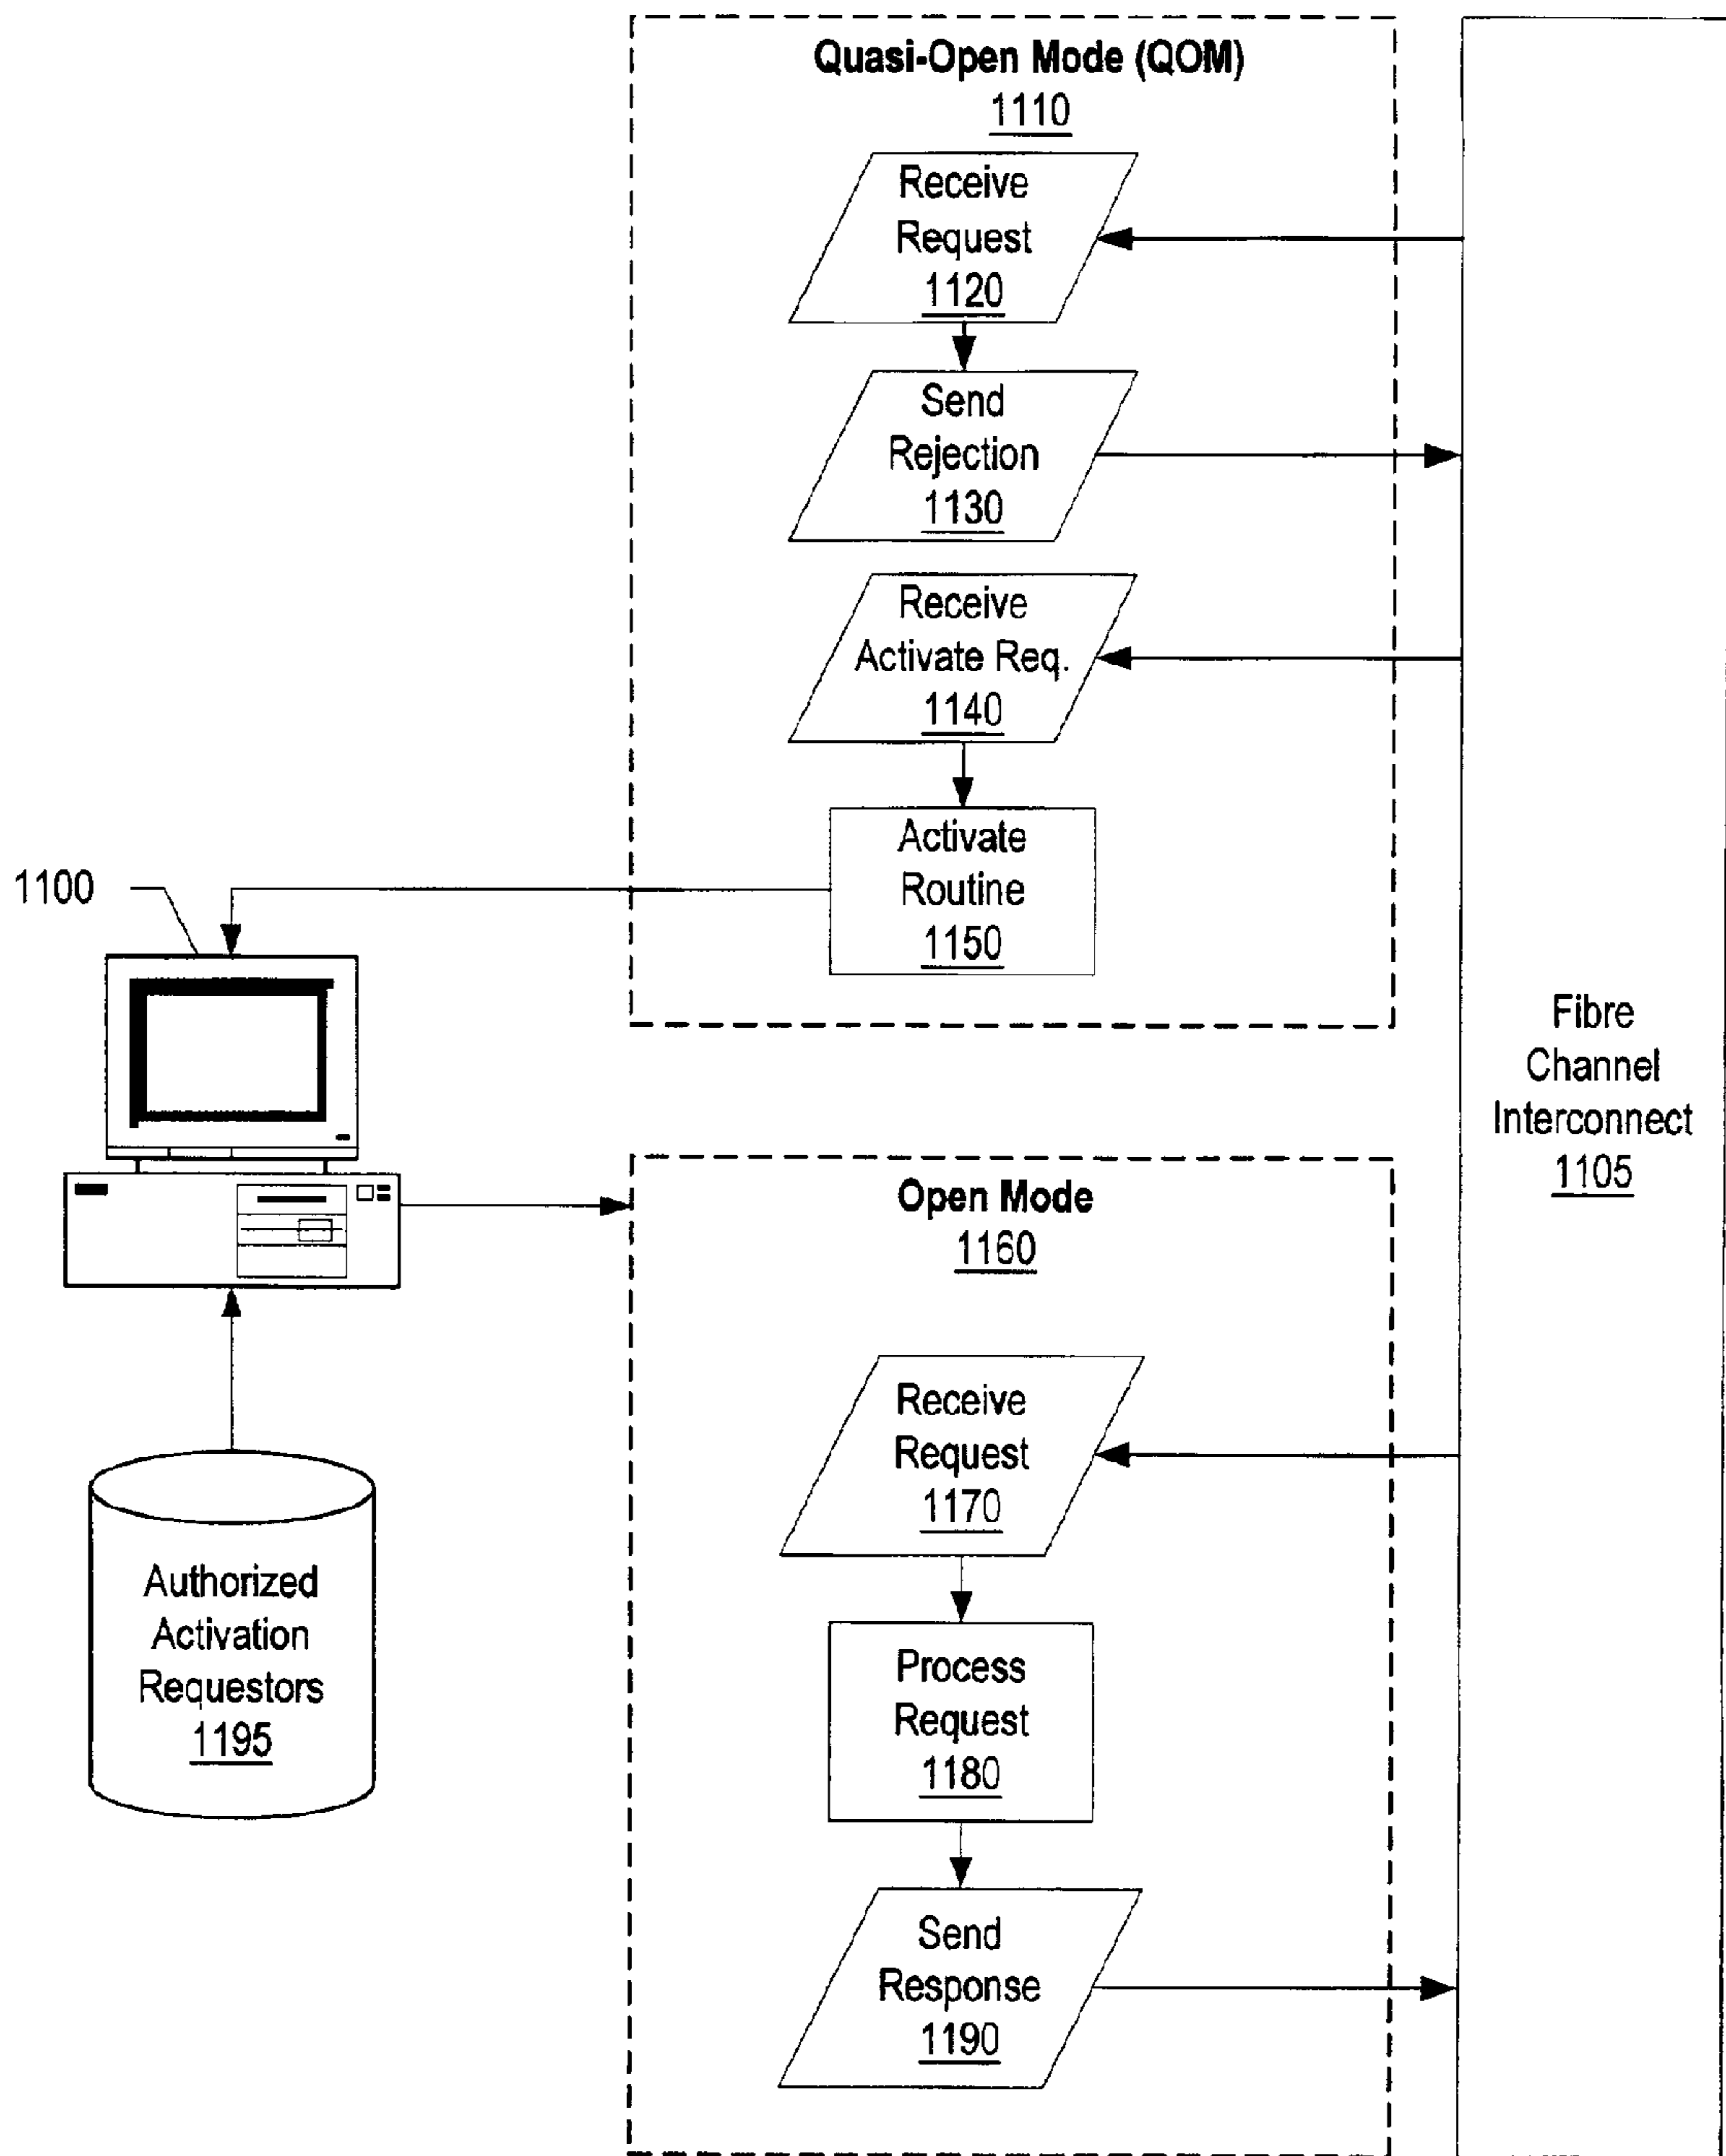 Quasi-Open Mode (QOM)
1110
Receive
Request
1120
Send
Rejection
1130
Receive
Activate Req.
1140
Activate
Routine
1150
1100
Fibre
Channel
Interconnect
1105
Open Mode
1160
Receive
Request
1170
Authorized
Activation
Requestors
1195
Process
Request
1180
Send
Response
1190